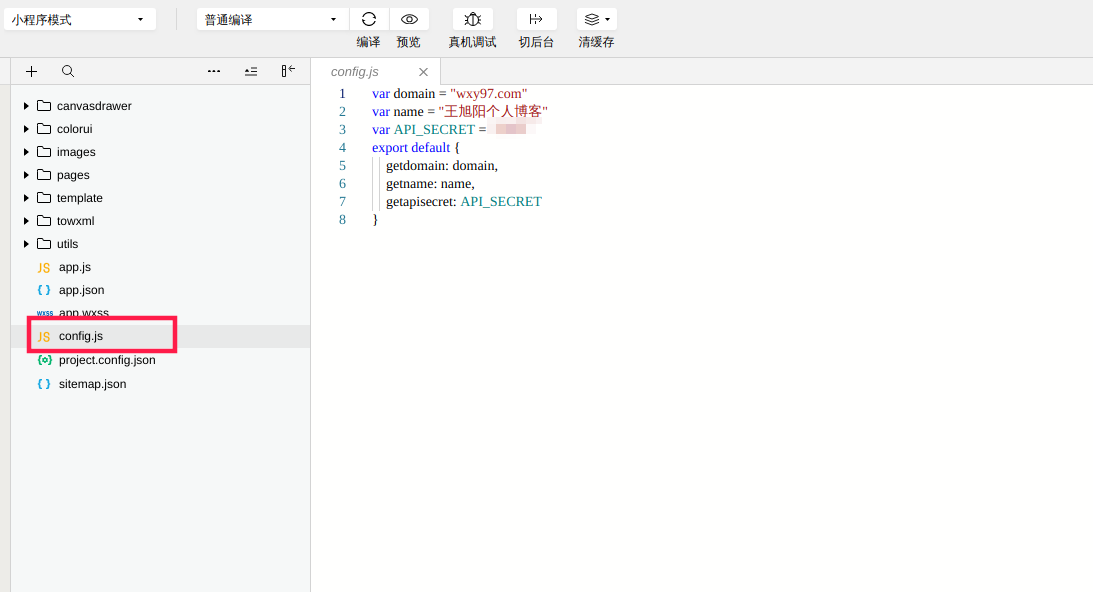 小程序模式
普通编译
编译 预览 真机调试 切后台 清缓存
config.js
canvasdrawer
colorui
images
pages
template
towxml
utils
JS app.js
{ } app.json
wxss app.wxss
JS config.js
project.config.json
{ } sitemap.json
1 var domain = "wxy97.com"
2 var name = "王旭阳个人博客"
3 var API_SECRET =
4 export default {
5 getdomain: domain,
6 getname: name,
7 getapisecret: API_SECRET
8 }